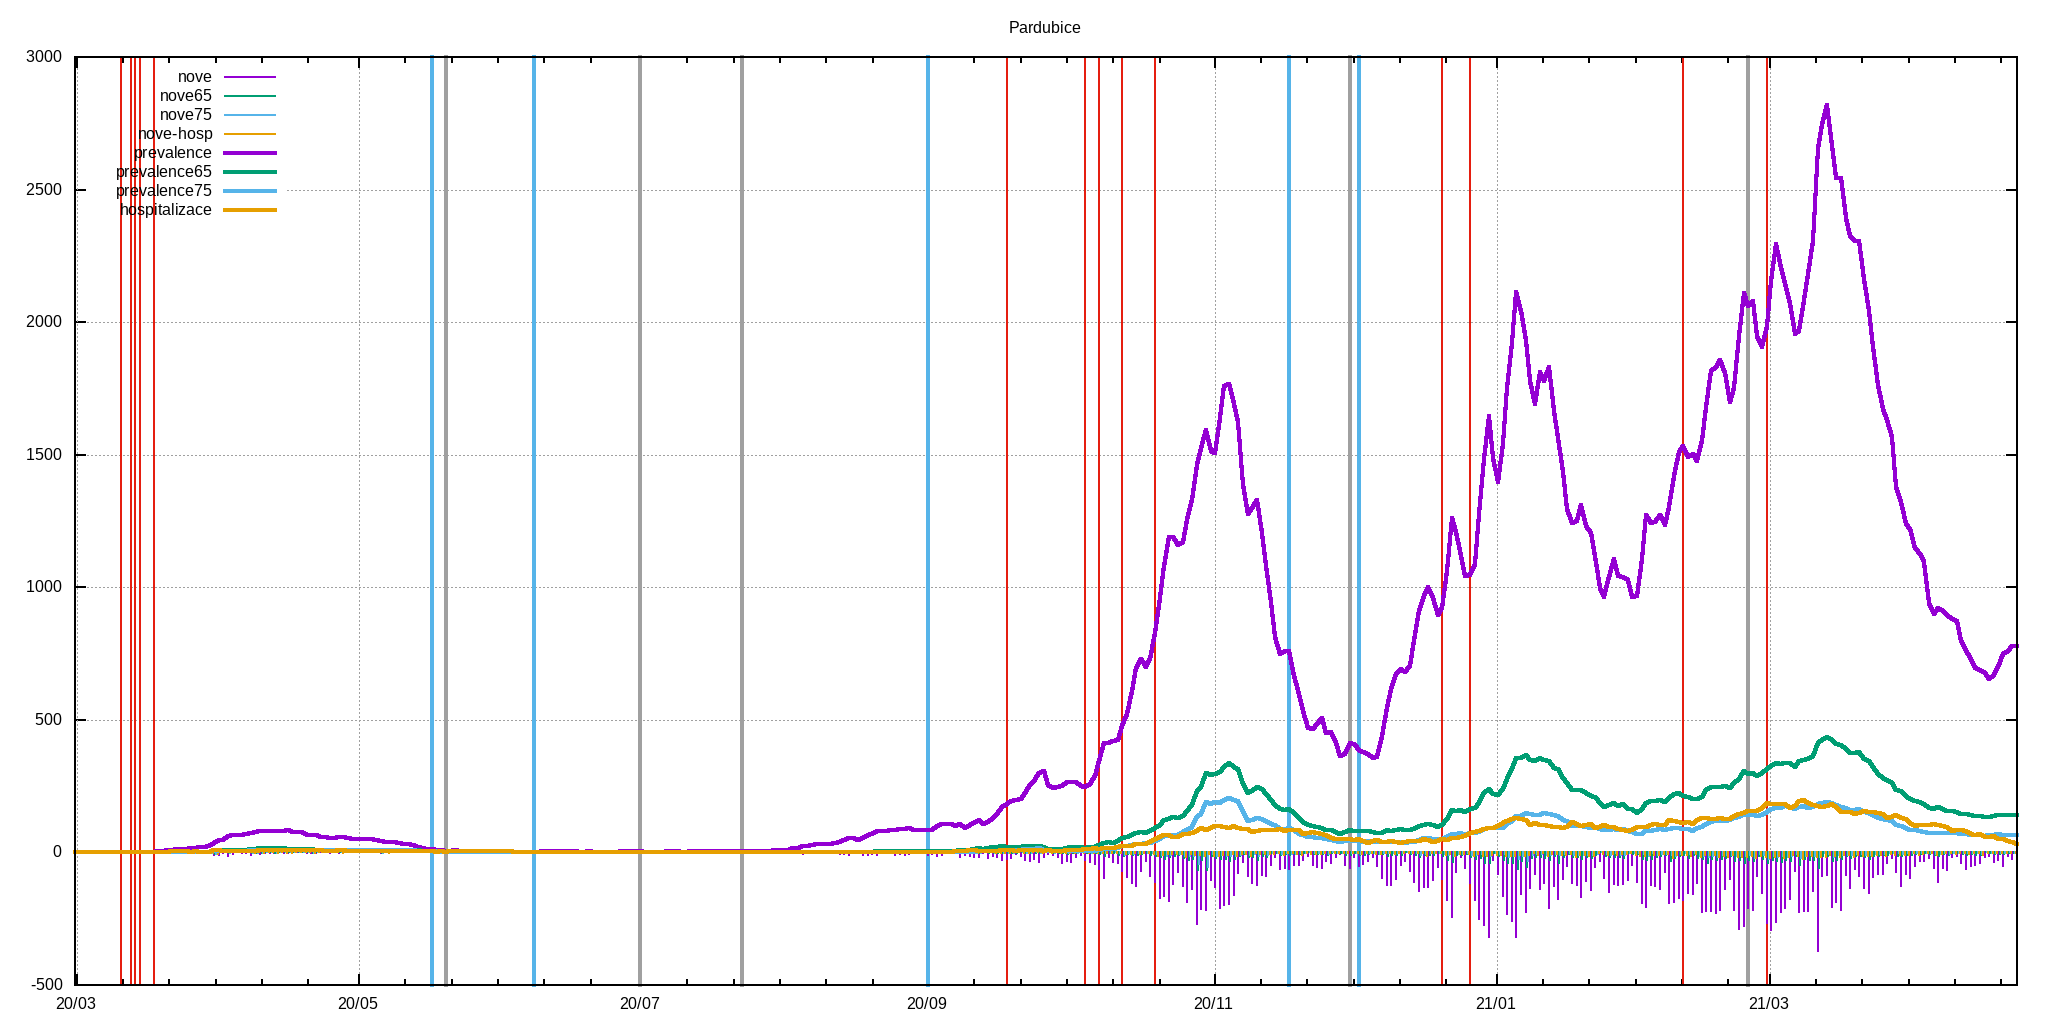 Pardubice
3000
2500
2000
1500
1000
500
0
-500
nove
nove65
nove75
nove-hosp
prevalence
prevalence65
prevalence75
hospitalizace
20/03 20/05 20/07 20/09 20/11 21/01 21/03